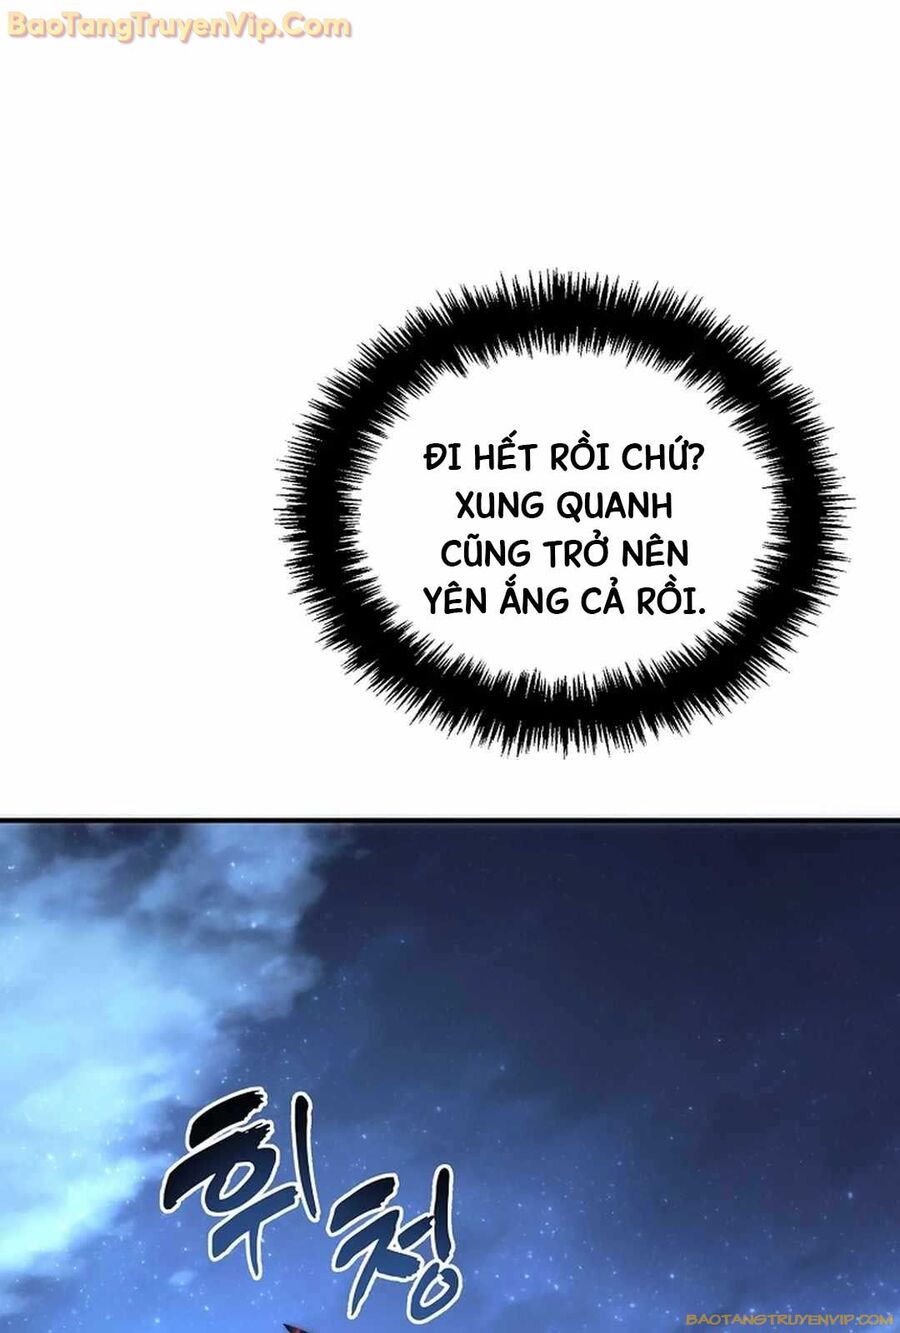 BaoTangTruyenVip.Com
ĐI HẾT RỒI CHỨ?
XUNG QUANH
CŨNG TRỞ NÊN
YÊN ẮNG CẢ RỒI.
휘청
BAOTANGTRUYENVIP.COM